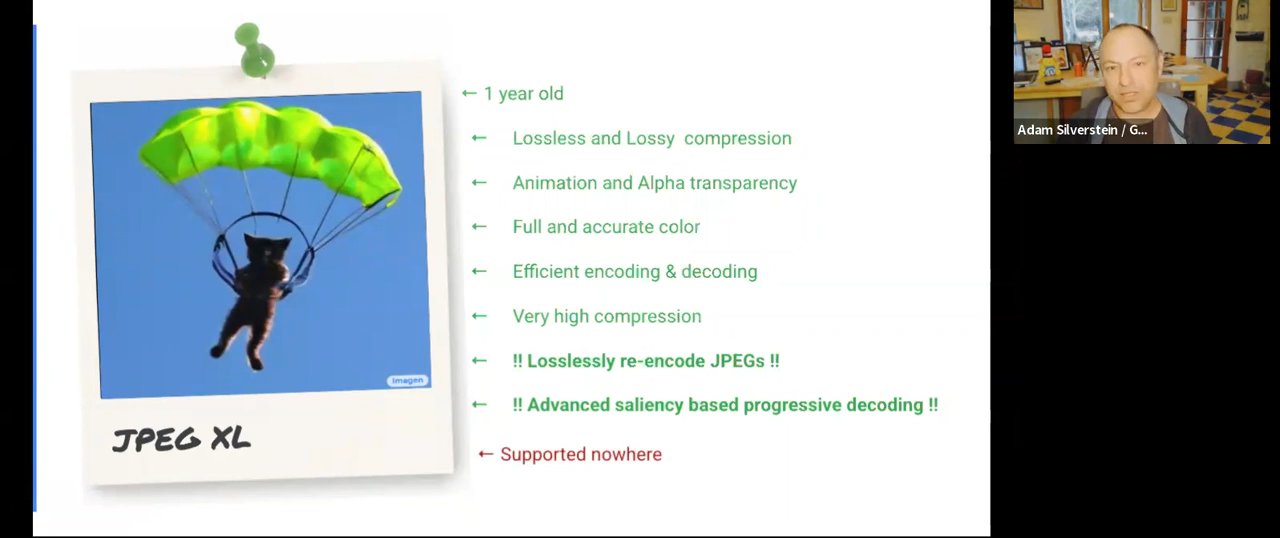 ← 1 year old
← Lossless and Lossy compression
← Animation and Alpha transparency
← Full and accurate color
← Efficient encoding & decoding
← Very high compression
← !! Losslessly re-encode JPEGs !!
← !! Advanced saliency based progressive decoding !!
← Supported nowhere
Imagen
JPEG XL
Adam Silverstein / G...